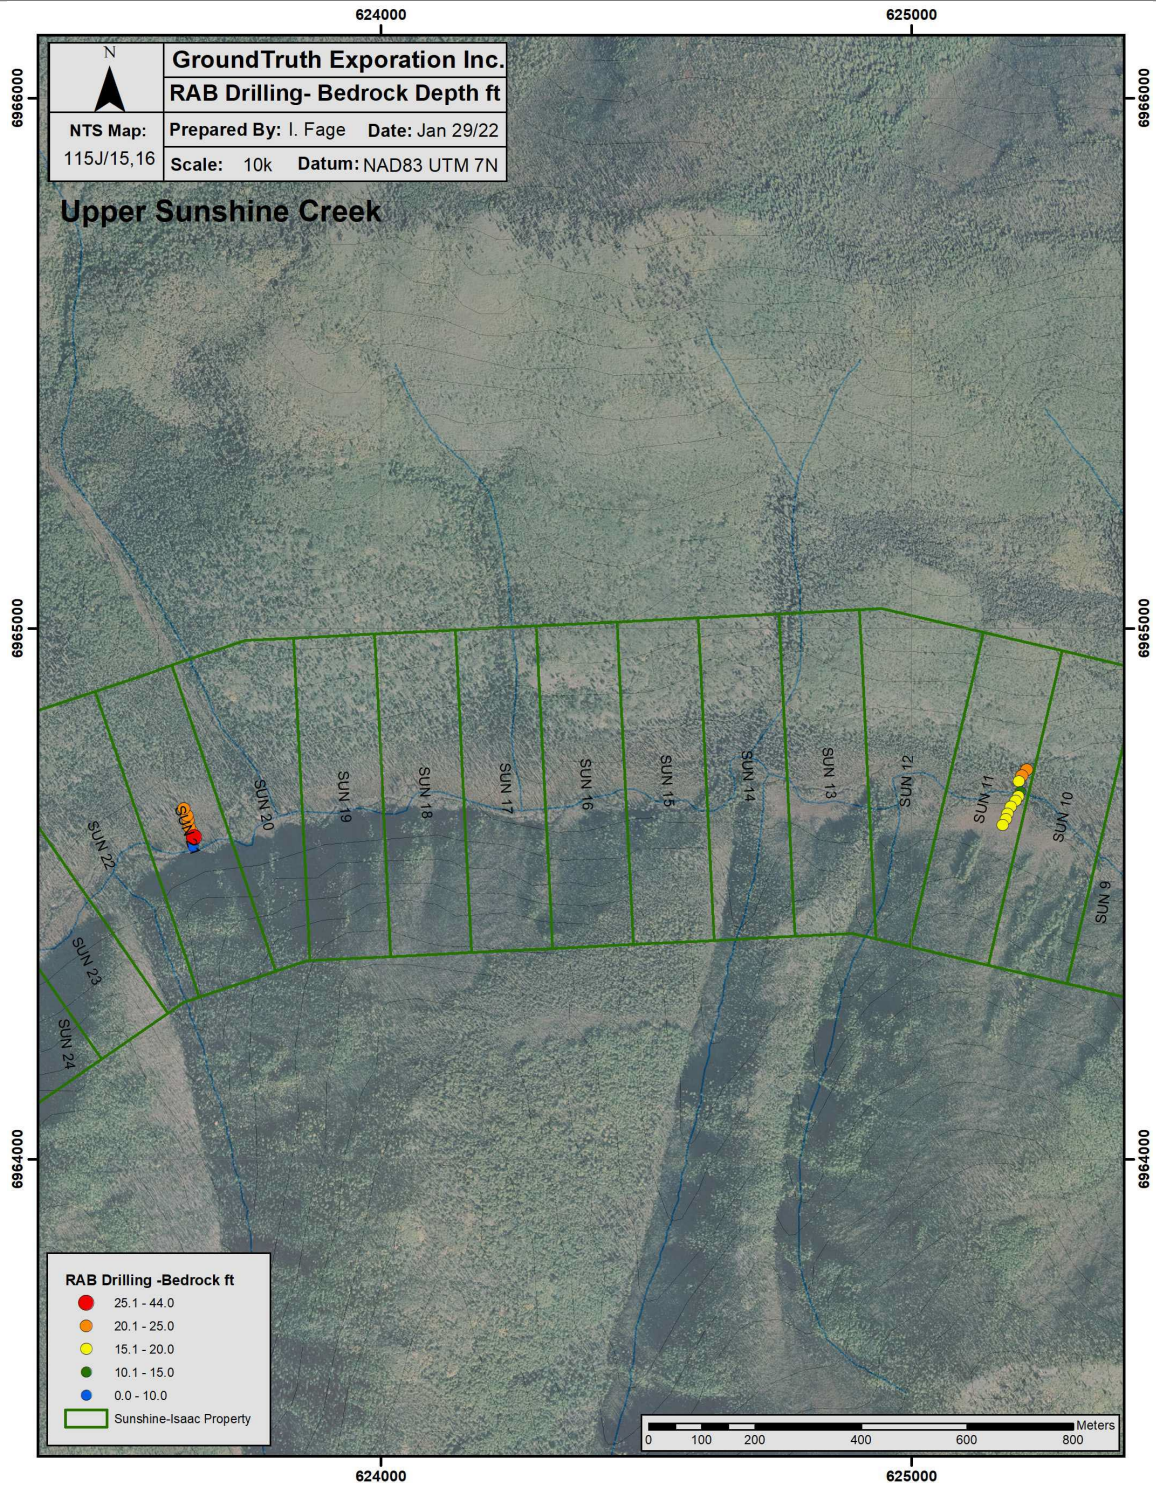 624000
625000
N
GroundTruth Exporation Inc.
RAB Drilling- Bedrock Depth ft
NTS Map:
115J/15,16
Prepared By: I. Fage Date: Jan 29/22
Scale: 10k Datum: NAD83 UTM 7N
6966000
6966000
Upper Sunshine Creek
6965000
6965000
SUN 24
SUN 23
SUN 22
SUN
SUN 20
SUN 19
SUN 18
SUN 17
SUN 16
SUN 15
SUN 14
SUN 13
SUN 12
SUN 11
SUN 10
SUN 9
6964000
6964000
RAB Drilling -Bedrock ft
25.1 - 44.0
20.1 - 25.0
15.1 - 20.0
10.1 - 15.0
0.0 - 10.0
Sunshine-Isaac Property
Meters
0 100 200 400 600 800
624000
625000